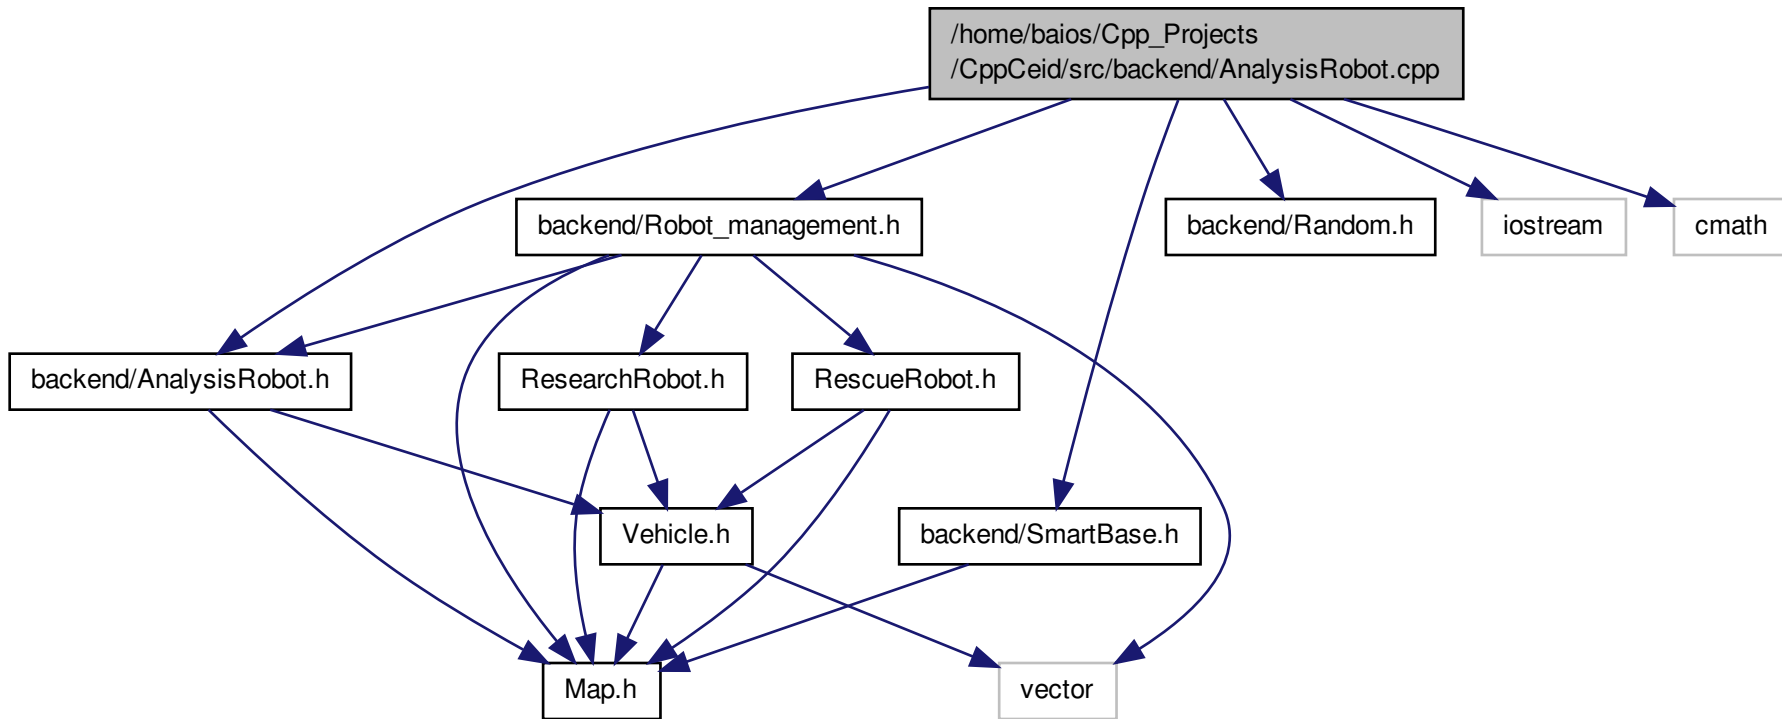 /home/baios/Cpp_Projects
/CppCeid/src/backend/AnalysisRobot.cpp
backend/Robot_management.h
backend/Random.h
iostream
cmath
backend/AnalysisRobot.h
ResearchRobot.h
RescueRobot.h
Vehicle.h
backend/SmartBase.h
Map.h
vector